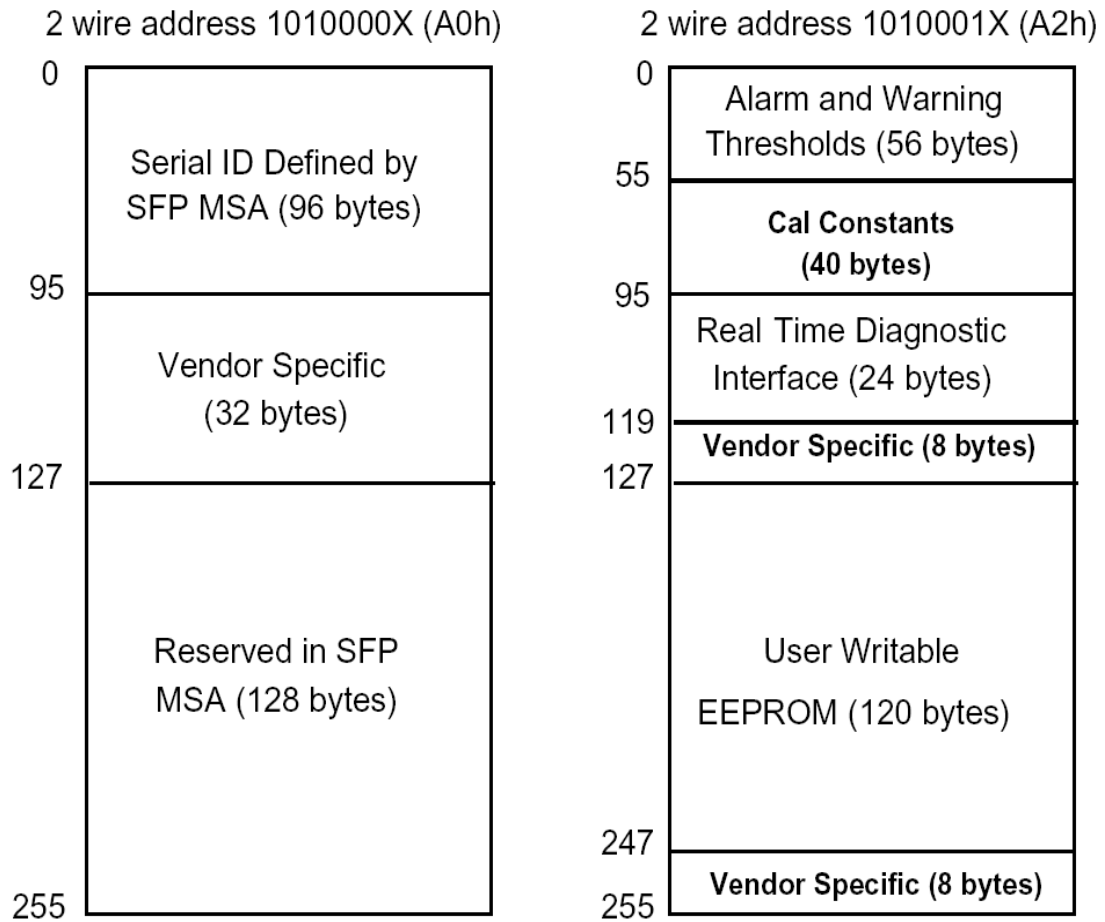 2 wire address 1010000X (A0h)
0
Serial ID Defined by
SFP MSA (96 bytes)
95
Vendor Specific
(32 bytes)
127
Reserved in SFP
MSA (128 bytes)
255
2 wire address 1010001X (A2h)
0
Alarm and Warning
Thresholds (56 bytes)
55
Cal Constants
(40 bytes)
95
Real Time Diagnostic
Interface (24 bytes)
119
Vendor Specific (8 bytes)
127
User Writable
EEPROM (120 bytes)
247
Vendor Specific (8 bytes)
255